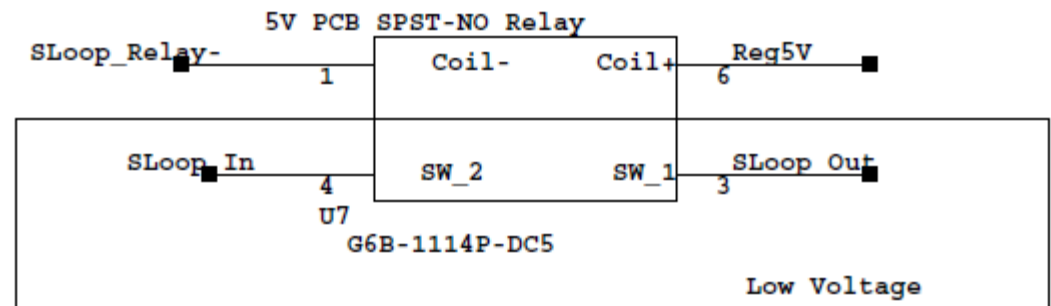 5V PCB SPST-NO Relay
SLoop_Relay-
Coil-
Coil+
Reg5V
1
6
SLoop_In
SW_2
SW_1
SLoop_Out
4
3
U7
G6B-1114P-DC5
Low Voltage